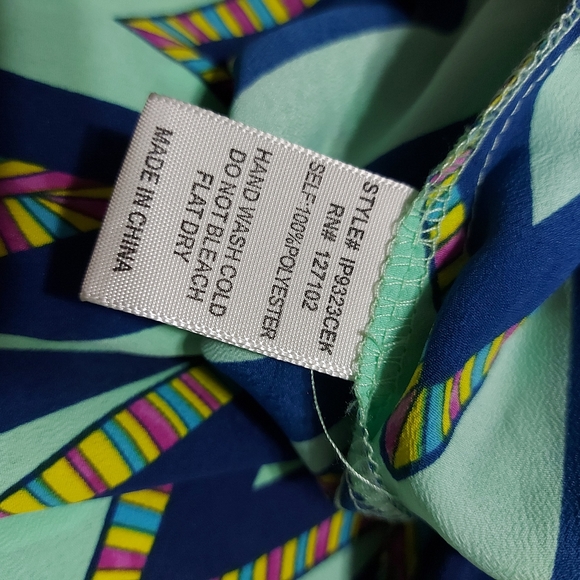 STYLE# IP9323CEK
RN# 127102
SELF-100%POLYESTER
HAND WASH COLD
DO NOT BLEACH
FLAT DRY
MADE IN CHINA